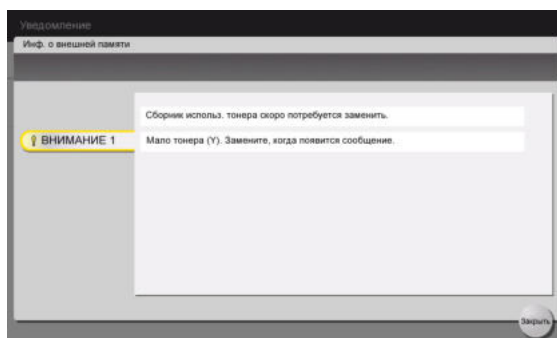 Уведомление
Инф. о внешней памяти
Сборник использ. тонера скоро потребуется заменить.
ВНИМАНИЕ 1
Мало тонера (Y). Замените, когда появится сообщение.
Закрыть